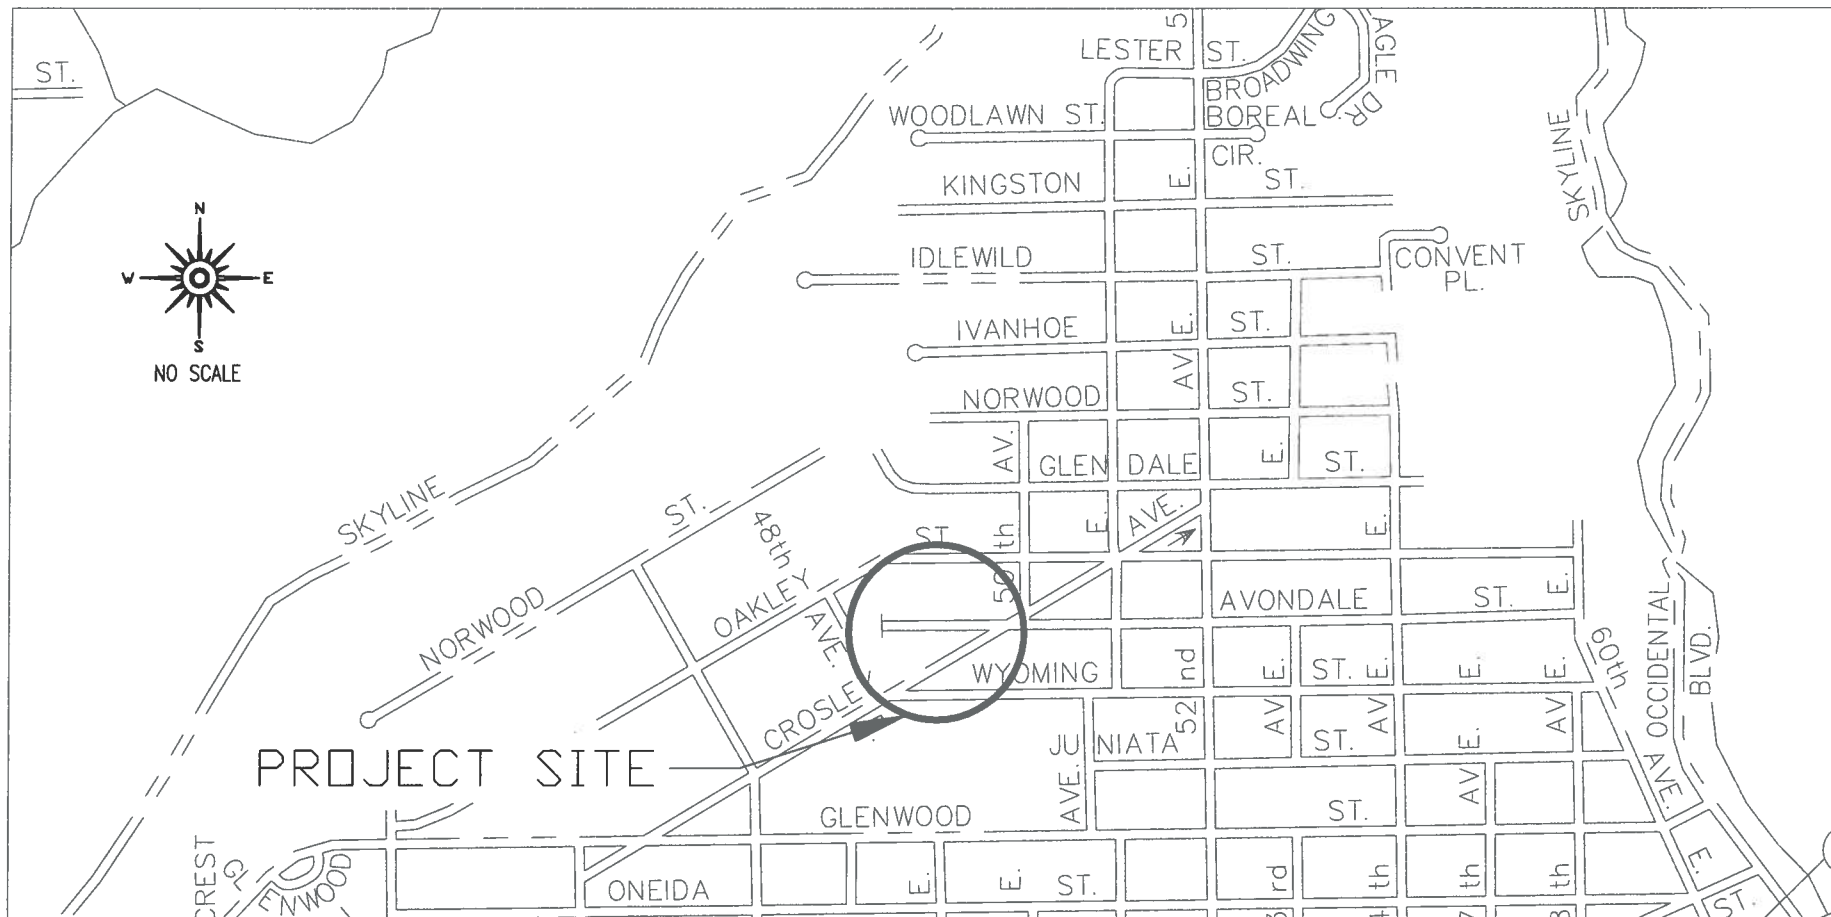 ST.
LESTER ST.
5
BROADWING
AGLE DR.
WOODLAWN ST.
BOREAL
CIR.
SKYLINE
KINGSTON
E.
ST.
N
W
E
S
NO SCALE
IDLEWILD
ST.
CONVENT
PL.
IVANHOE
E.
ST.
AV
NORWOOD
ST.
AV.
GLEN DALE
E.
ST.
SKYLINE
ST.
48th
AVE.
E.
AVE.
ST
th
E.
50
NORWOOD
OAKLEY
AVONDALE
ST.
E.
60th
AVE.
OCCIDENTAL
BLVD.
WYOMING
nd
52
E.
ST.
E.
E.
E.
CROSLEY
AV
AV
AV
JU NIATA
ST.
E.
AV
PROJECT SITE
AVE.
GLENWOOD
ST.
CREST
GL ENWOOD
ONEIDA
E.
E.
ST.
rd
th
th
th
E.
ST.